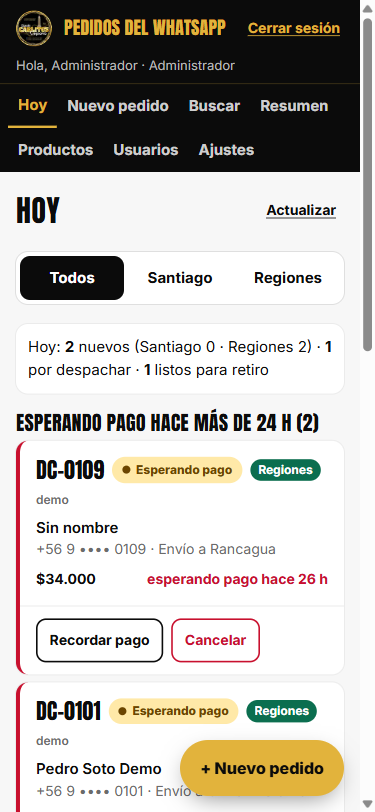 PEDIDOS DEL WHATSAPP
Cerrar sesión
Hola, Administrador · Administrador
Hoy
Nuevo pedido
Buscar
Resumen
Productos
Usuarios
Ajustes
HOY
Actualizar
Todos
Santiago
Regiones
Hoy: 2 nuevos (Santiago 0 · Regiones 2) · 1
por despachar · 1 listos para retiro
ESPERANDO PAGO HACE MÁS DE 24 H (2)
DC-0109
Esperando pago
Regiones
demo
Sin nombre
+56 9 •••• 0109 · Envío a Rancagua
$34.000
esperando pago hace 26 h
Recordar pago
Cancelar
DC-0101
Esperando pago
Regiones
demo
Pedro Soto Demo
+ Nuevo pedido
+56 9 •••• 0101 · Envío